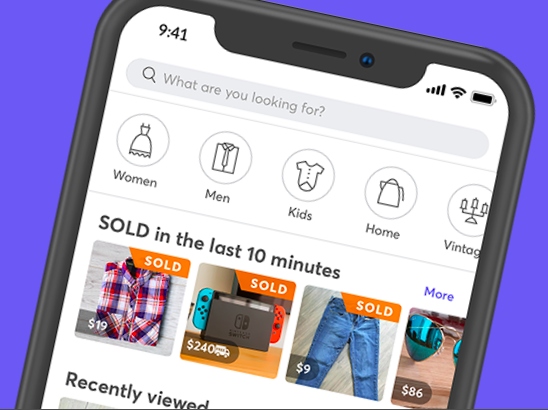 9:41
What are you looking for?
Women
Men
Kids
Home
Vintag
SOLD in the last 10 minutes
More
SOLD
SOLD
SOLD
$19
SWITCH
$240
$9
$86
Recently viewed